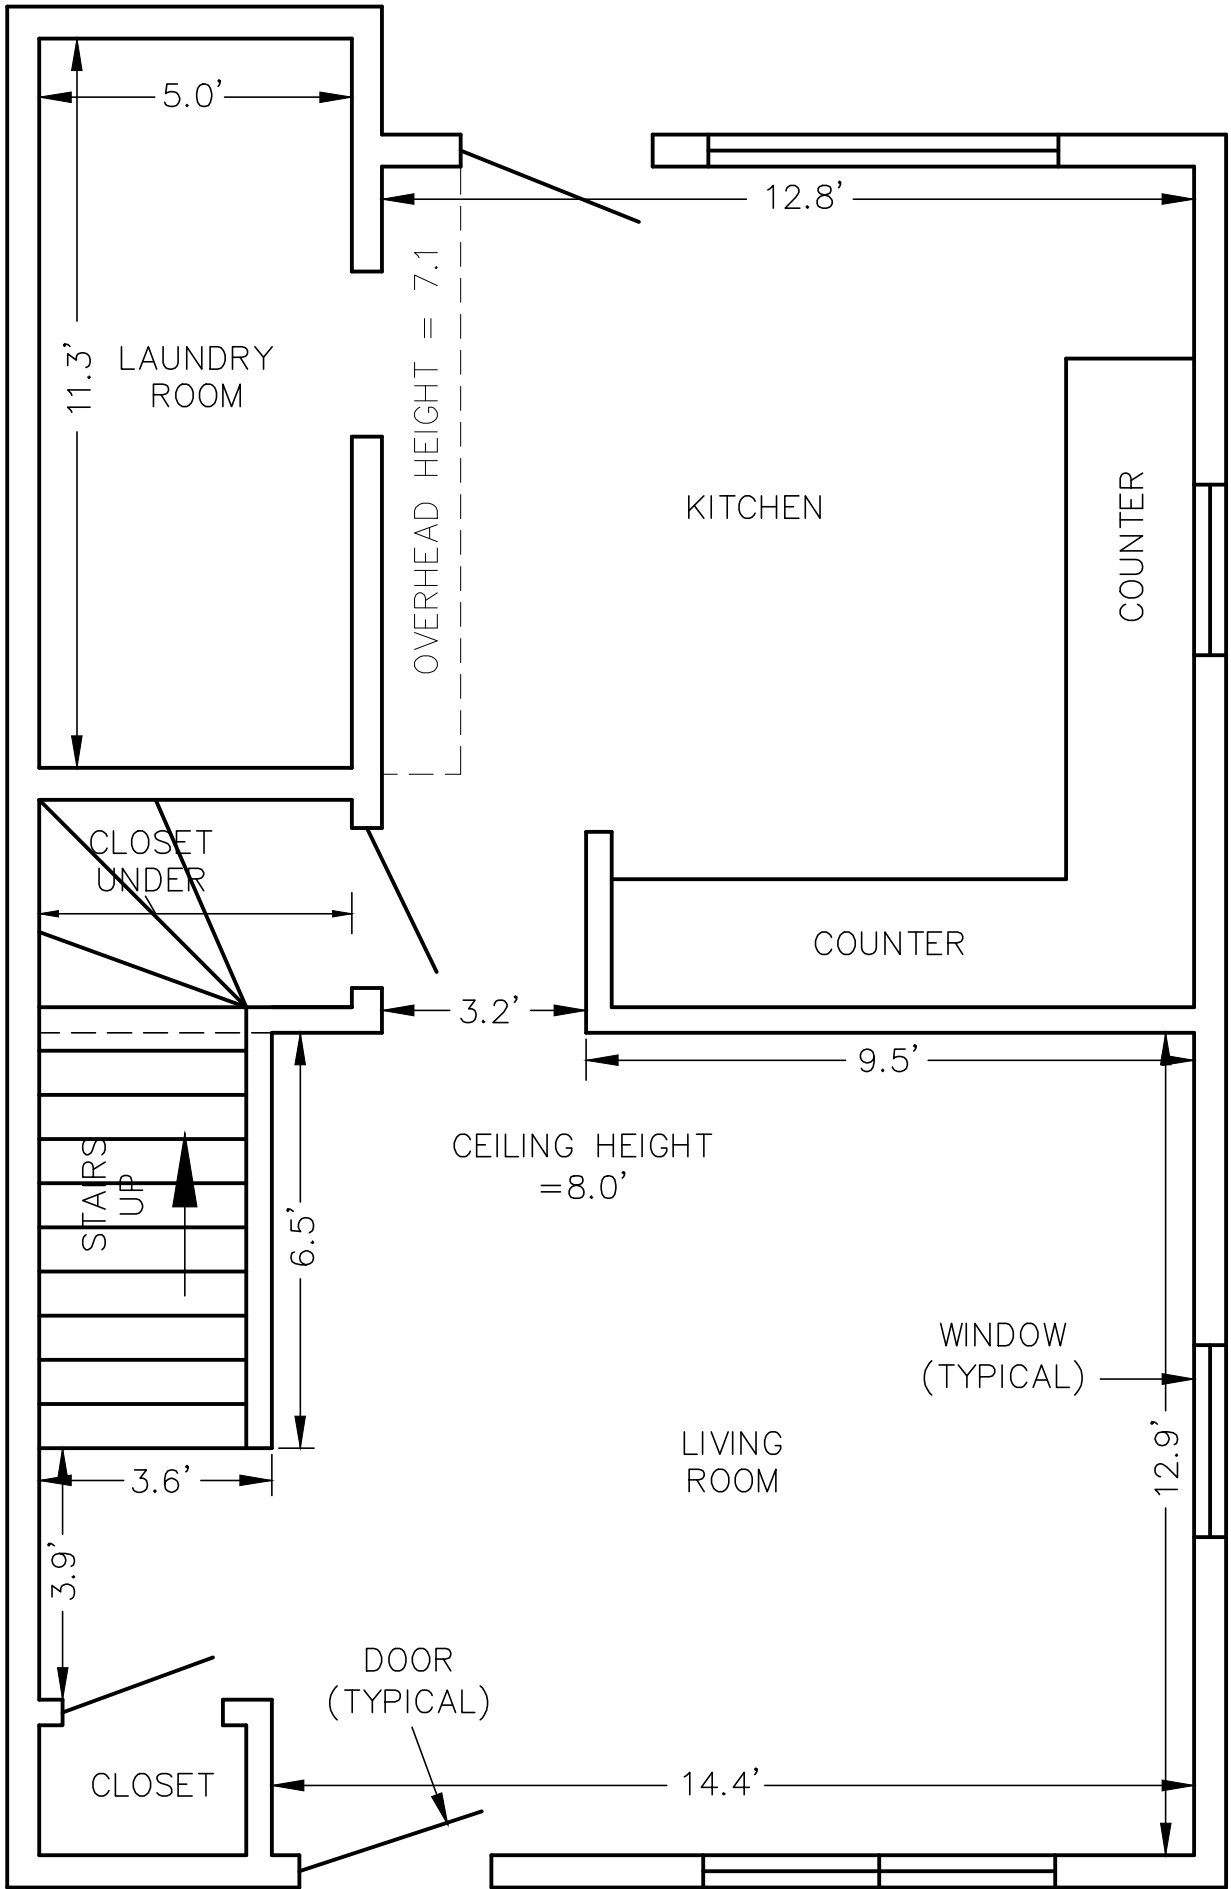 5.0'
12.8'
OVERHEAD HEIGHT = 7.1
11.3'
LAUNDRY
ROOM
KITCHEN
COUNTER
CLOSET
UNDER
COUNTER
3.2'
9.5'
CEILING HEIGHT
=8.0'
STAIRS
UP
6.5'
WINDOW
(TYPICAL)
LIVING
ROOM
12.9'
3.6'
3.9'
DOOR
(TYPICAL)
CLOSET
14.4'